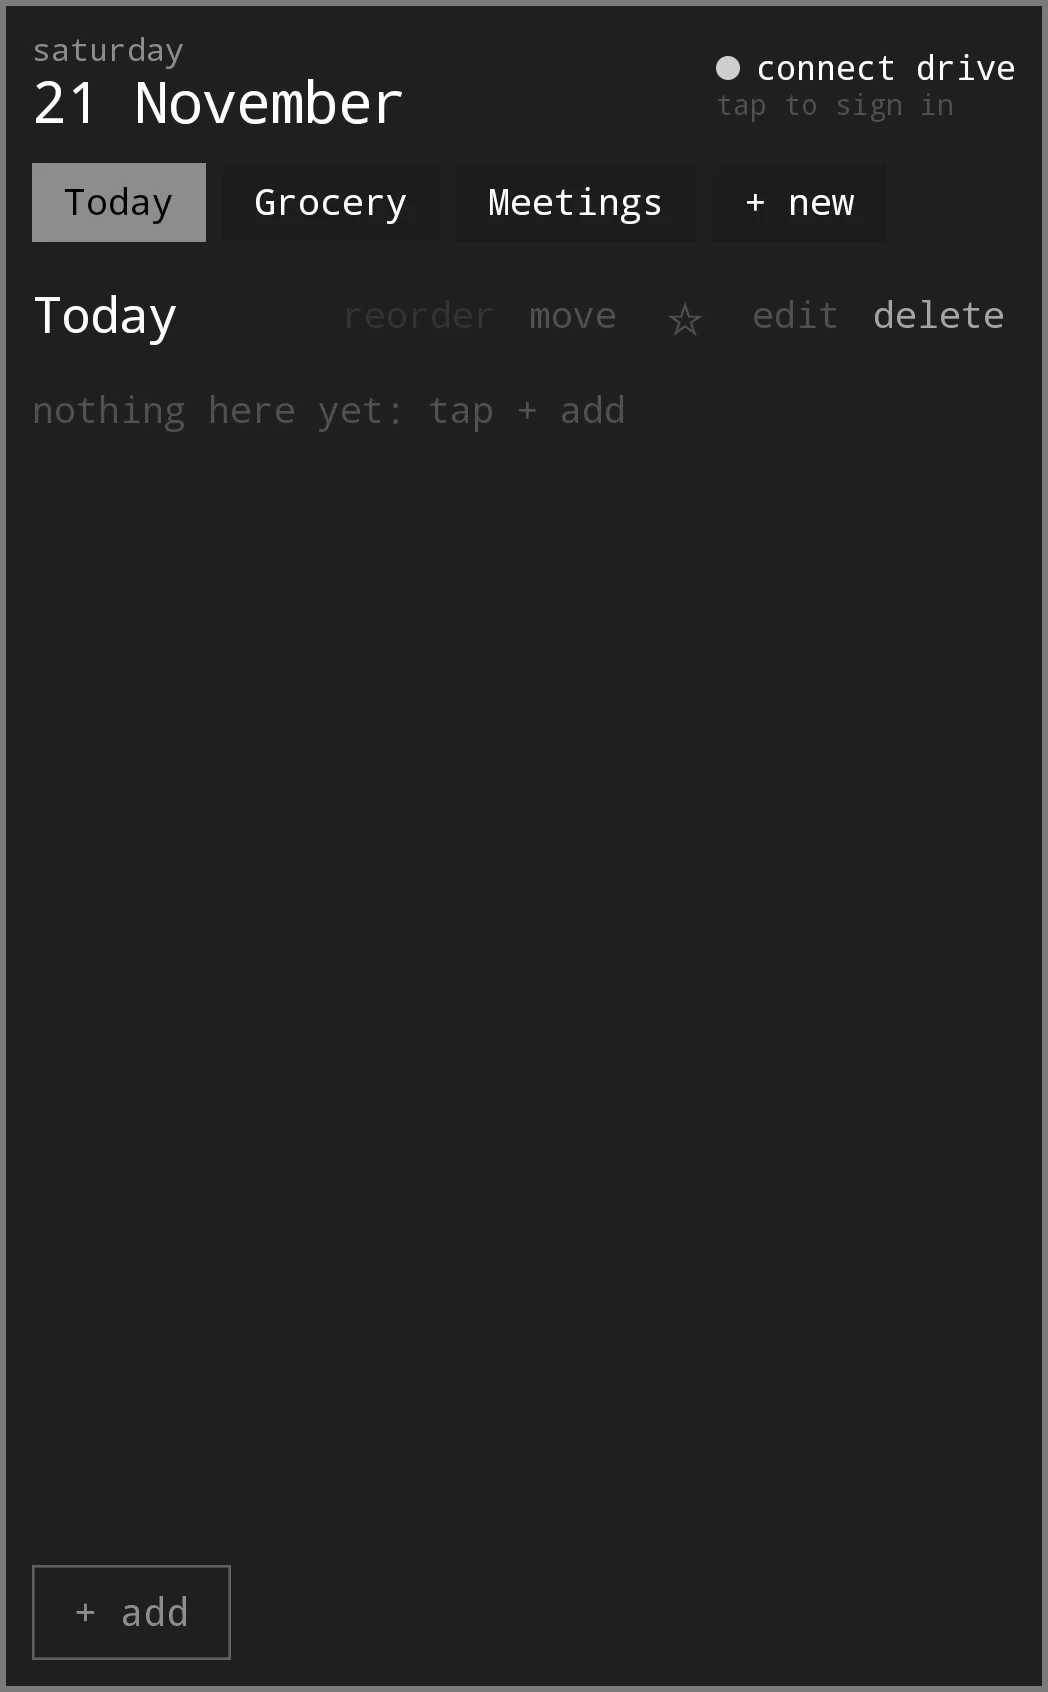 saturday
21 November
connect drive
tap to sign in
Today Grocery Meetings + new
Today reorder move ☆ edit delete
nothing here yet: tap + add
+ add